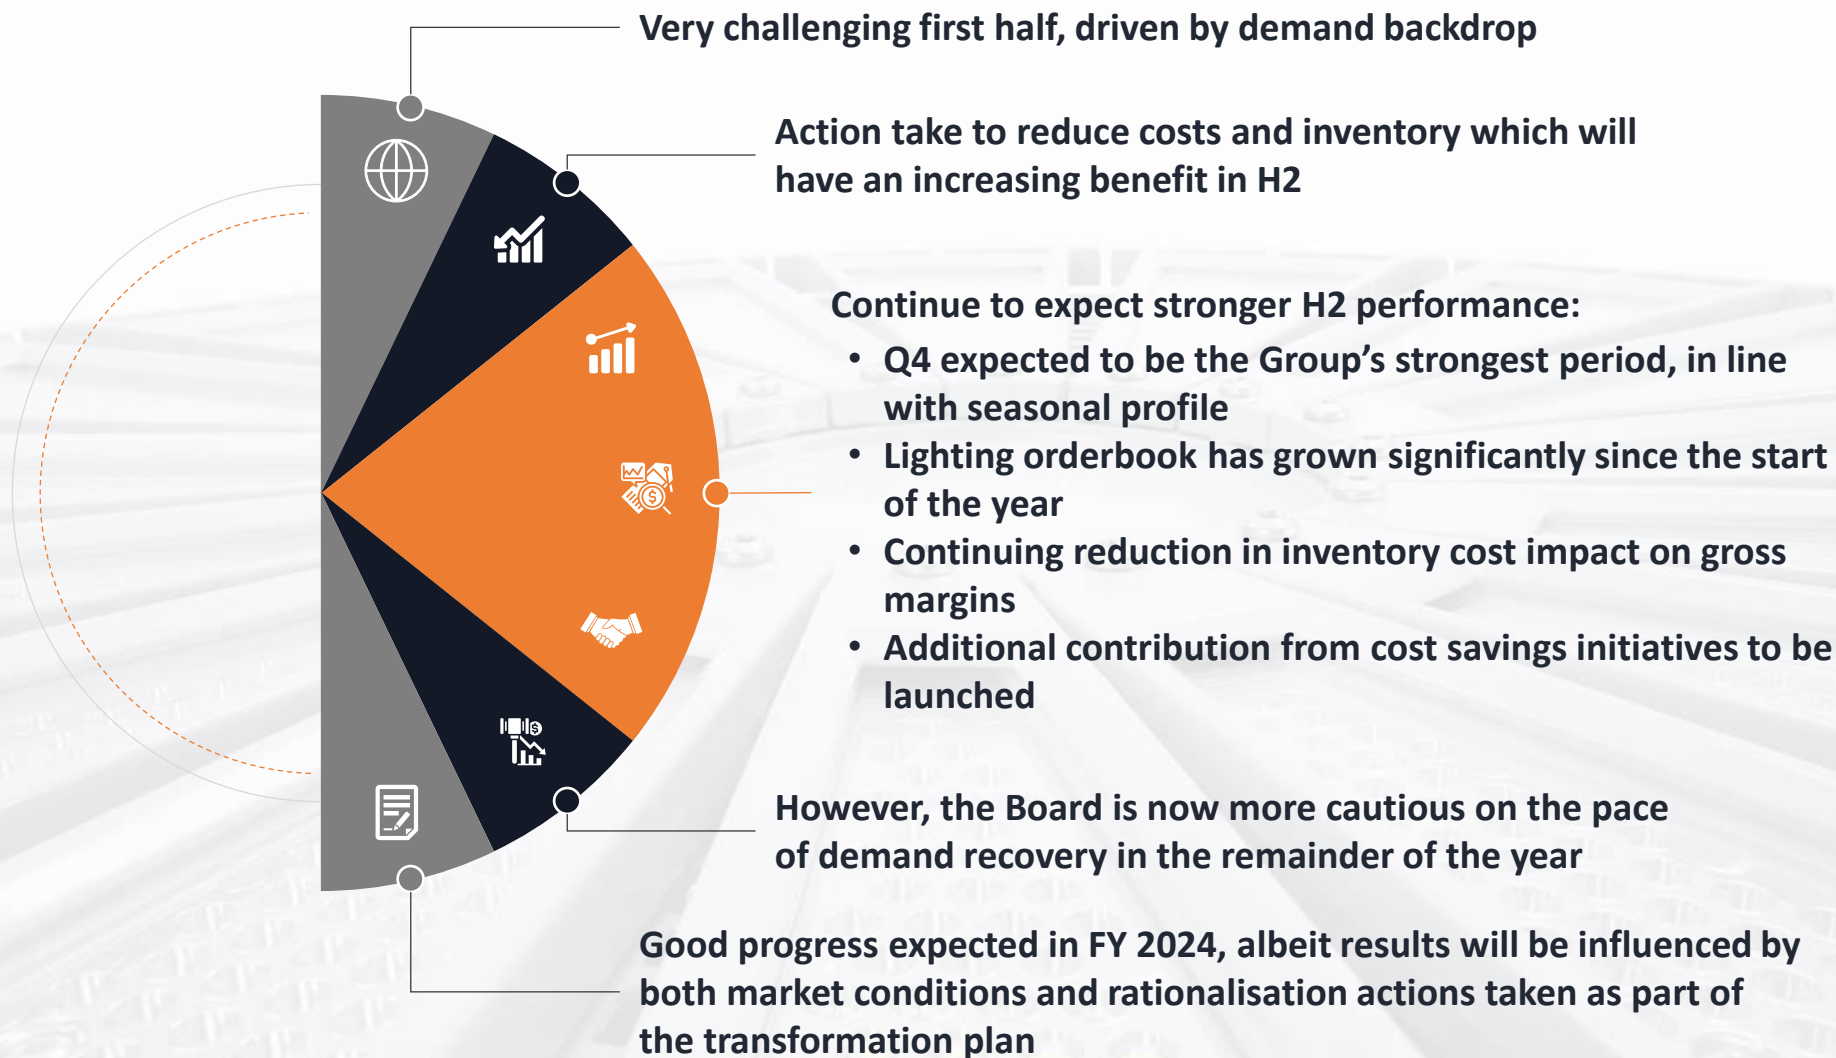 Very challenging first half, driven by demand backdrop
Action take to reduce costs and inventory which will
have an increasing benefit in H2
Continue to expect stronger H2 performance:
• Q4 expected to be the Group’s strongest period, in line
with seasonal profile
• Lighting orderbook has grown significantly since the start
of the year
• Continuing reduction in inventory cost impact on gross
margins
• Additional contribution from cost savings initiatives to be
launched
However, the Board is now more cautious on the pace
of demand recovery in the remainder of the year
Good progress expected in FY 2024, albeit results will be influenced by
both market conditions and rationalisation actions taken as part of
the transformation plan